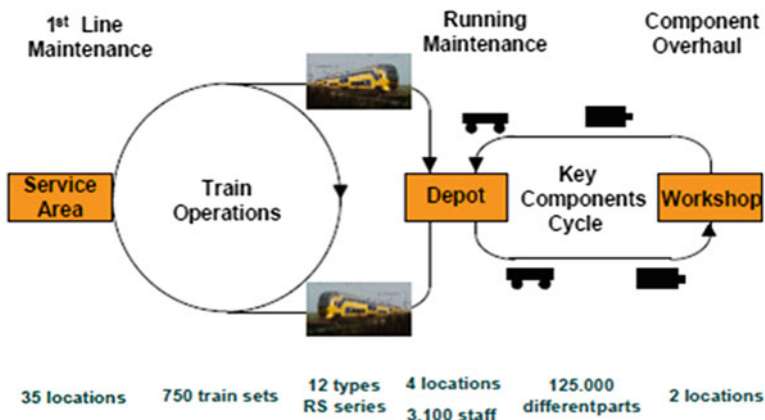 1st Line
Maintenance
Running
Maintenance
Component
Overhaul
Service
Area
Train
Operations
Depot
Key
Components
Cycle
Workshop
35 locations
750 train sets
12 types
RS series
4 locations
3.100 staff
125.000
differentparts
2 locations